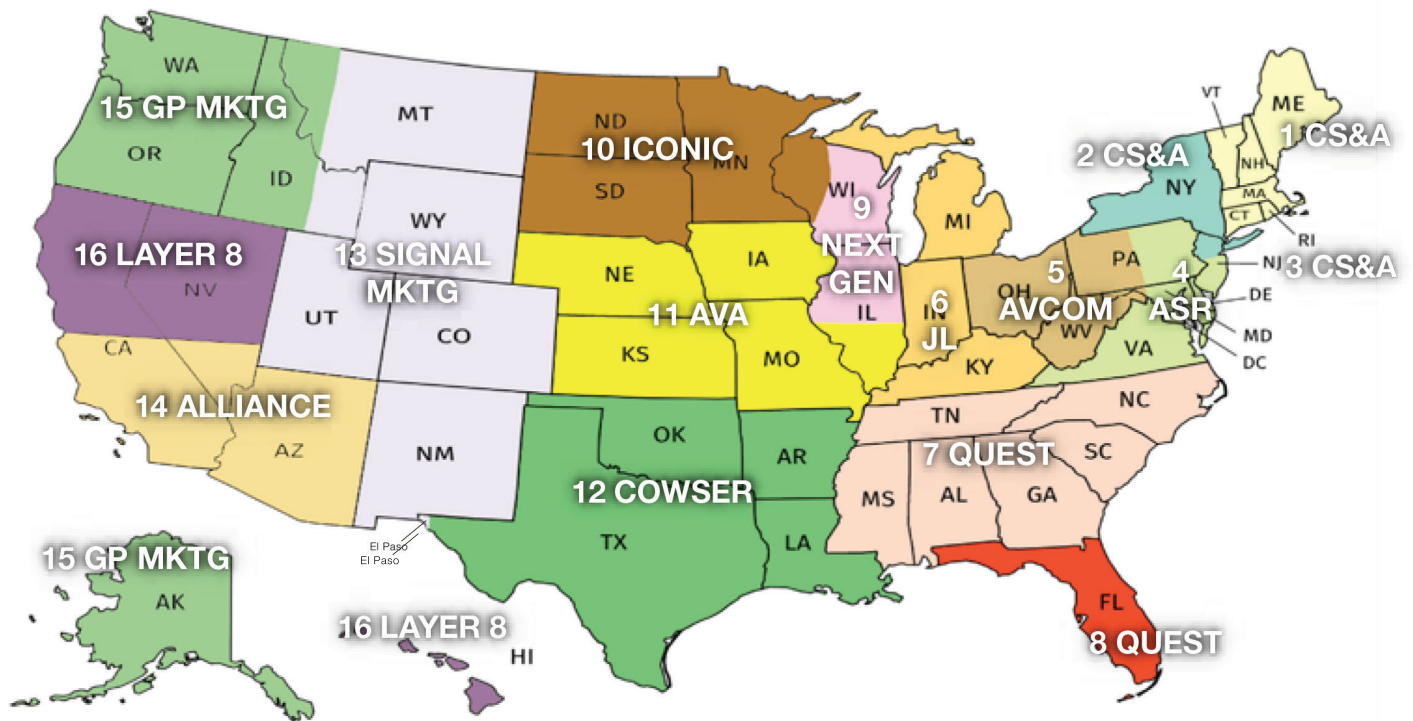 WA
15 GP MKTG
OR
ID
MT
WY
13 SIGNAL
MKTG
16 LAYER 8
NV
CA
UT
CO
14 ALLIANCE
AZ
NM
ND
10 ICONIC
MN
SD
NE
IA
11 AVA
KS
MO
WI
9
NEXT
GEN
IL
MI
6
IN
JL
KY
OH
5
AVCOM
WV
PA
4
ASR
VA
2 CS&A
NY
VT
ME
1 CS&A
NH
MA
CT
RI
NJ
3 CS&A
DE
MD
DC
OK
12 COWSER
AR
TX
LA
El Paso
El Paso
TN
NC
7 QUEST
SC
MS
AL
GA
FL
8 QUEST
15 GP MKTG
AK
16 LAYER 8
HI